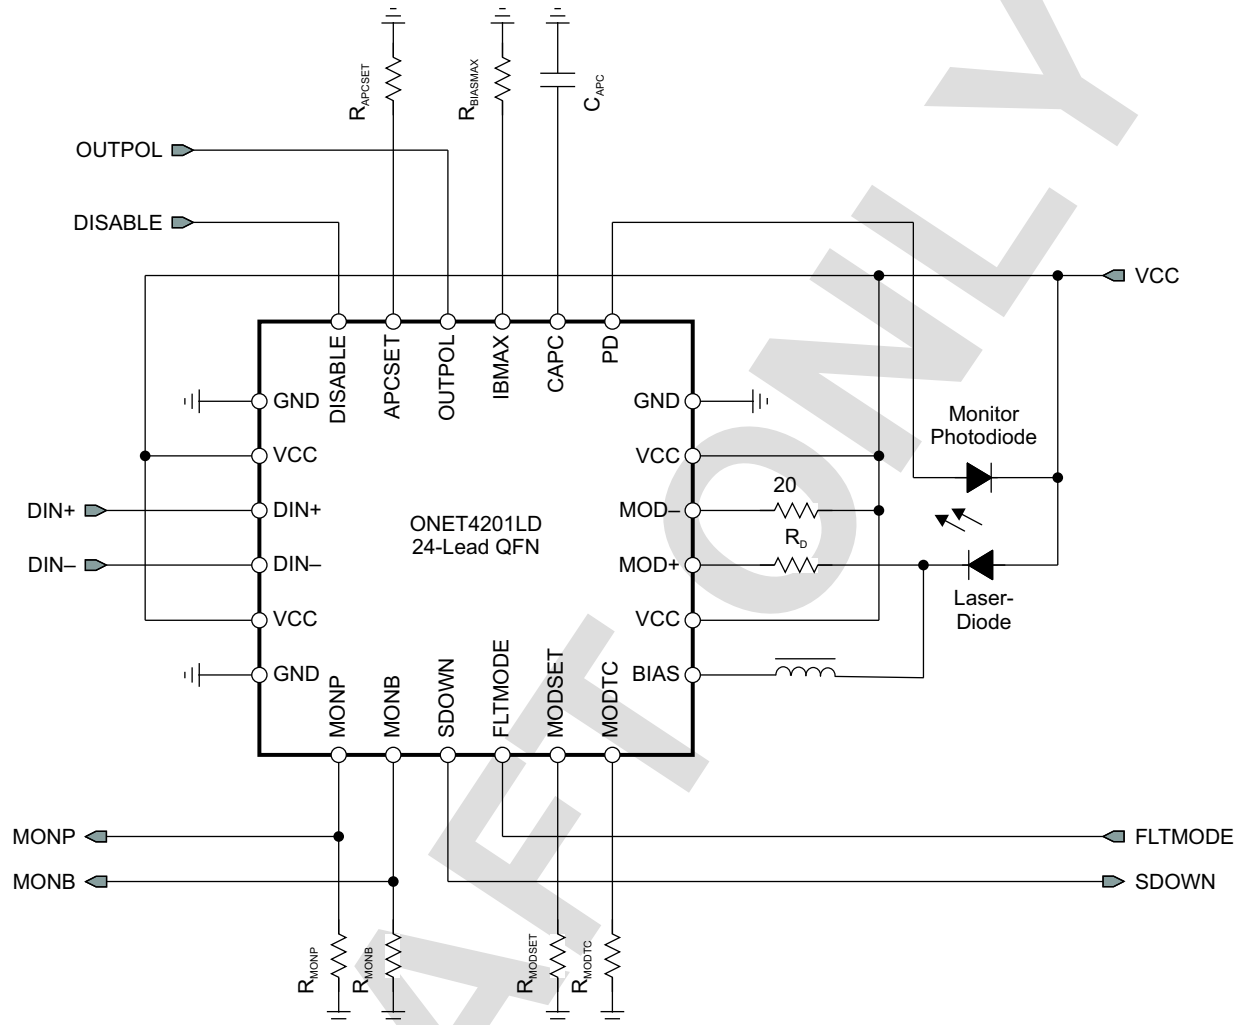 R_APCSET
R_BIASMAX
C_APC
OUTPOL
DISABLE
VCC
DISABLE
APCSET
OUTPOL
IBMAX
CAPC
PD
GND
GND
Monitor
Photodiode
VCC
VCC
20
DIN+
DIN+
MOD–
ONET4201LD
24-Lead QFN
R_D
DIN–
DIN–
MOD+
Laser-
Diode
VCC
VCC
GND
BIAS
MONP
MONB
SDOWN
FLTMODE
MODSET
MODTC
MONP
FLTMODE
MONB
SDOWN
R_MONP
R_MONB
R_MODSET
R_MODTC
AFT ONLY